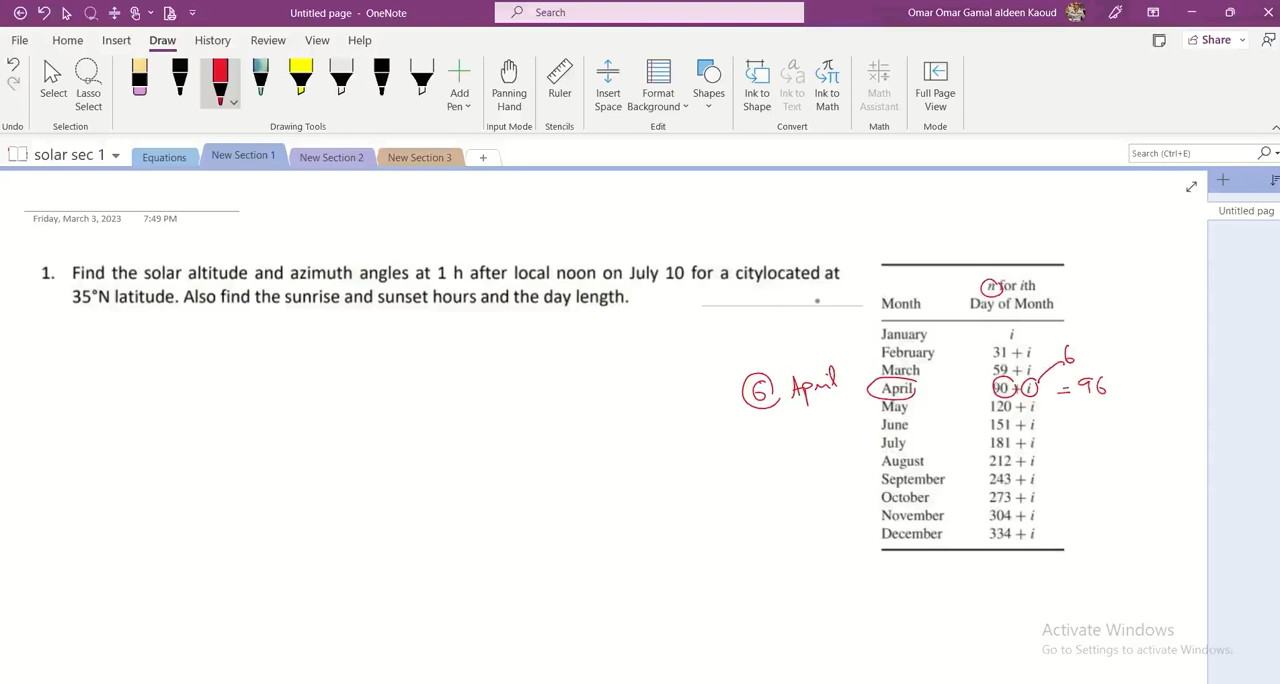 Untitled page - OneNote
Search
Omar Omar Gamal aldeen Kaoud
File Home Insert Draw History Review View Help
Share
Select
Lasso Select
Add Pen
Panning Hand
Ruler
Insert Space
Format Background
Shapes
Ink to Shape
Ink to Text
Ink to Math
Math Assistant
Full Page View
Undo Selection Drawing Tools Input Mode Stencils Edit Convert Math Mode
solar sec 1 Equations New Section 1 New Section 2 New Section 3 +
Search (Ctrl+E)
Untitled pag
Friday, March 3, 2023 7:49 PM
1. Find the solar altitude and azimuth angles at 1 h after local noon on July 10 for a citylocated at
35°N latitude. Also find the sunrise and sunset hours and the day length.
n for ith
Month Day of Month
January i
February 31 + i
March 59 + i
April 90 + i
May 120 + i
June 151 + i
July 181 + i
August 212 + i
September 243 + i
October 273 + i
November 304 + i
December 334 + i
6 April
6
= 96
Activate Windows
Go to Settings to activate Windows.